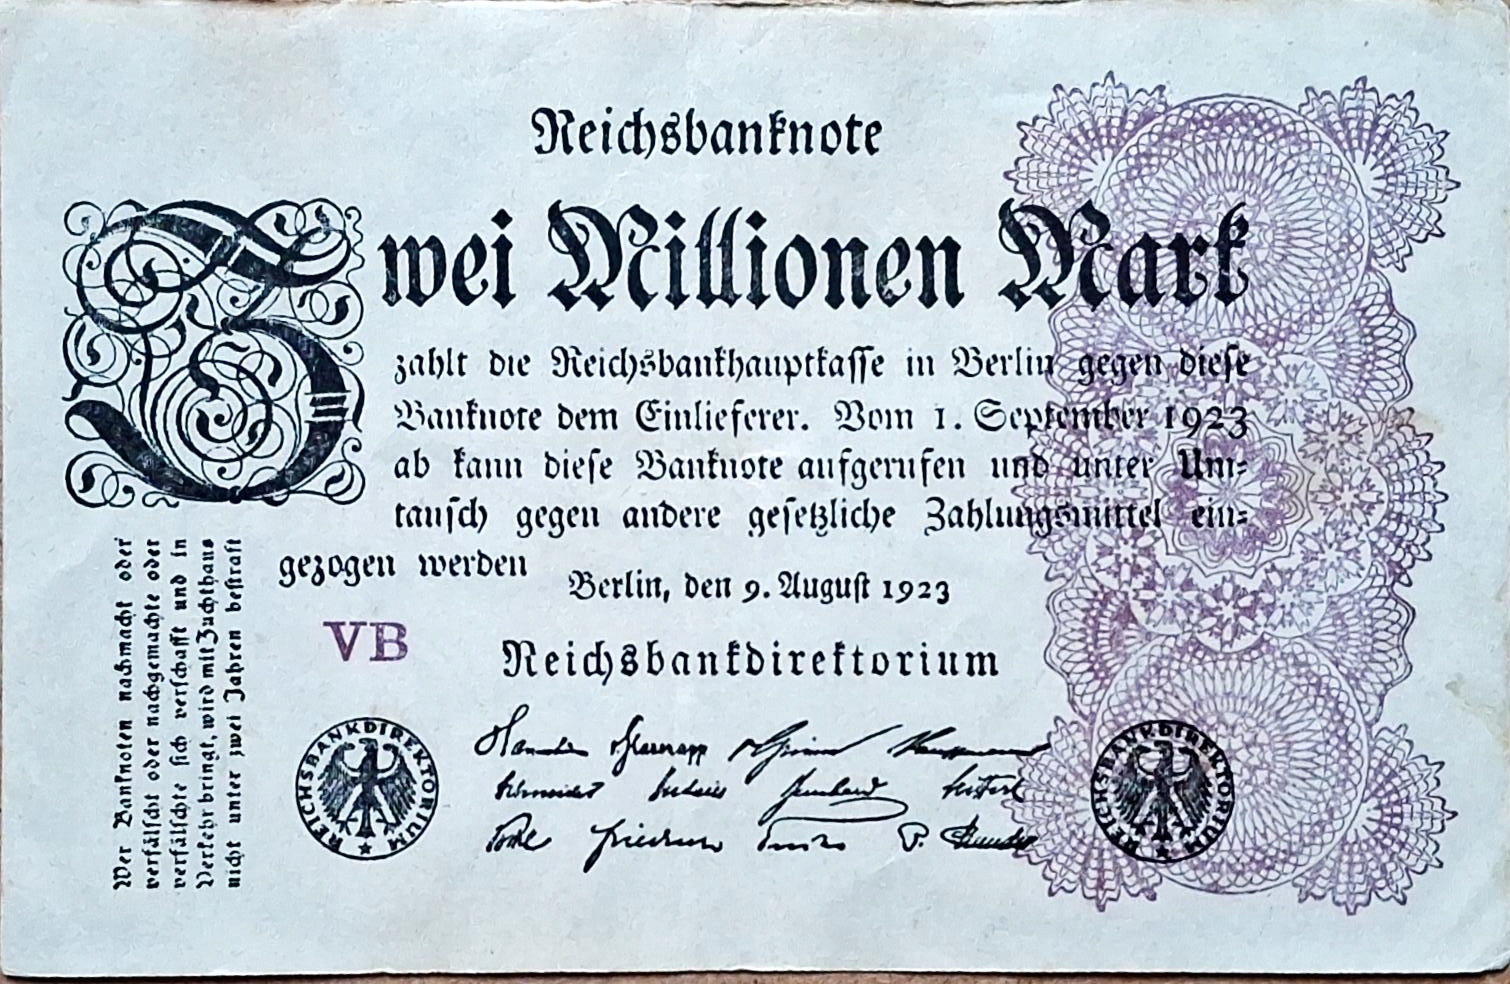 Reichsbanknote
Zwei Millionen Mark
zahlt die Reichsbankhauptkasse in Berlin gegen diese
Banknote dem Einlieferer. Vom 1. September 1923
ab kann diese Banknote aufgerufen und unter Um-
tausch gegen andere gesetzliche Zahlungsmittel ein-
gezogen werden
Berlin, den 9. August 1923
VB
Reichsbankdirektorium
Wer Banknoten nachmacht oder
verfälscht oder nachgemachte oder
verfälschte sich verschafft und in
Verkehr bringt, wird mit Zuchthaus
nicht unter zwei Jahren bestraft
REICHSBANKDIREKTORIUM
REICHSBANKDIREKTORIUM